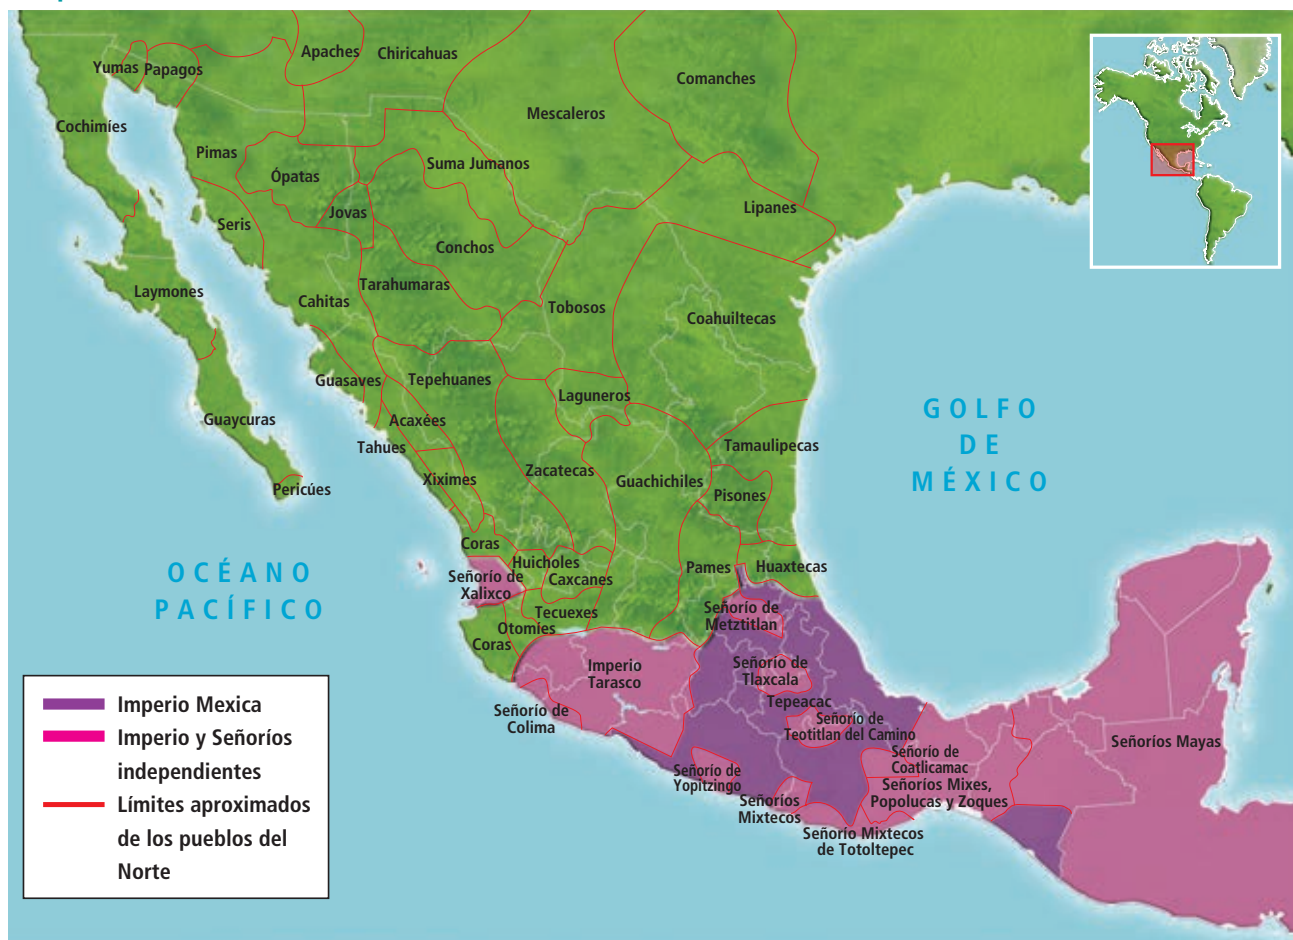 Apaches
Chiricahuas
Yumas
Papagos
Comanches
Mescaleros
Cochimíes
Pimas
Ópatas
Suma Jumanos
Jovas
Seris
Lipanes
Conchos
Tarahumaras
Laymones
Cahitas
Tobosos
Coahuiltecas
Guasaves
Tepehuanes
Laguneros
Guaycuras
Acaxées
Tahues
Tamaulipecas
GOLFO
DE
MÉXICO
Xiximes
Zacatecas
Guachichiles
Pisones
Pericúes
Coras
Huicholes
Caxcanes
Pames
Huaxtecas
OCÉANO
PACÍFICO
Señorío de
Xalixco
Tecuexes
Otomíes
Coras
Señorío de
Metztitlan
Imperio
Tarasco
Señorío de
Tlaxcala
Tepeacac
Señorío de
Colima
Señorío de
Teotitlan del Camino
Señorío de
Coatlicamac
Señoríos Mayas
Señorío de
Yopitzingo
Señoríos Mixes,
Popolucas y Zoques
Señoríos
Mixtecos
Señorío Mixtecos
de Totoltepec
Imperio Mexica
Imperio y Señoríos
independientes
Límites aproximados
de los pueblos del
Norte